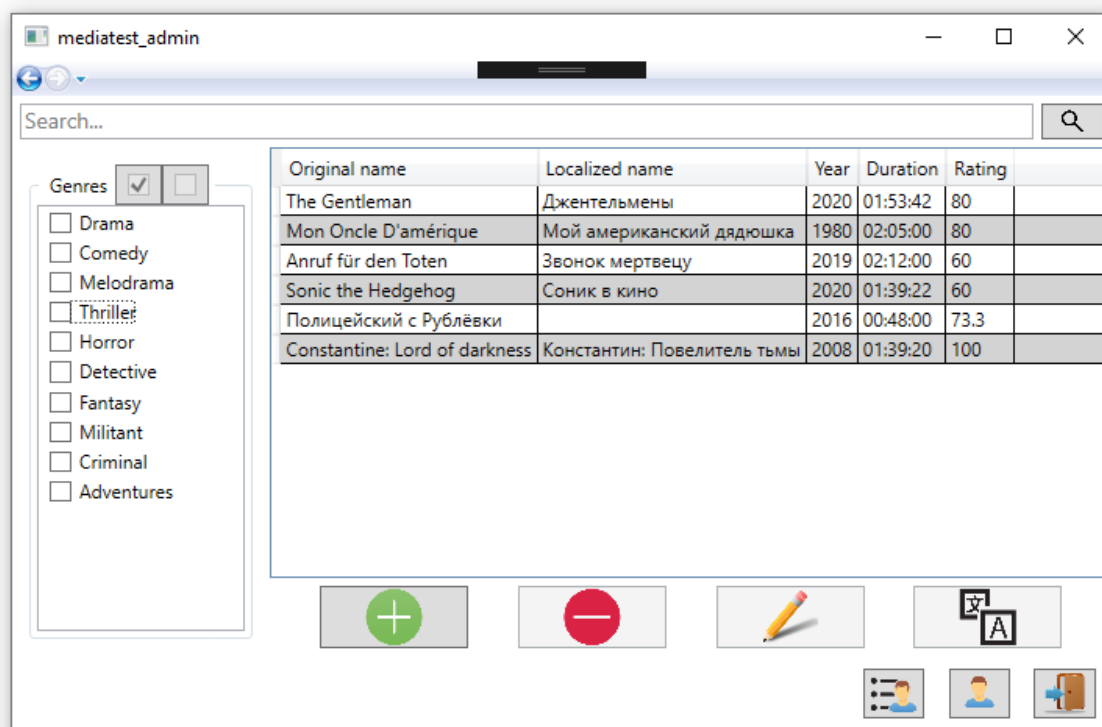 mediatest_admin
Search...
Genres
Drama
Comedy
Melodrama
Thriller
Horror
Detective
Fantasy
Militant
Criminal
Adventures
Original name Localized name Year Duration Rating
The Gentleman Джентельмены 2020 01:53:42 80
Mon Oncle D'amérique Мой американский дядюшка 1980 02:05:00 80
Anruf für den Toten Звонок мертвецу 2019 02:12:00 60
Sonic the Hedgehog Соник в кино 2020 01:39:22 60
Полицейский с Рублёвки 2016 00:48:00 73.3
Constantine: Lord of darkness Константин: Повелитель тьмы 2008 01:39:20 100
文 A